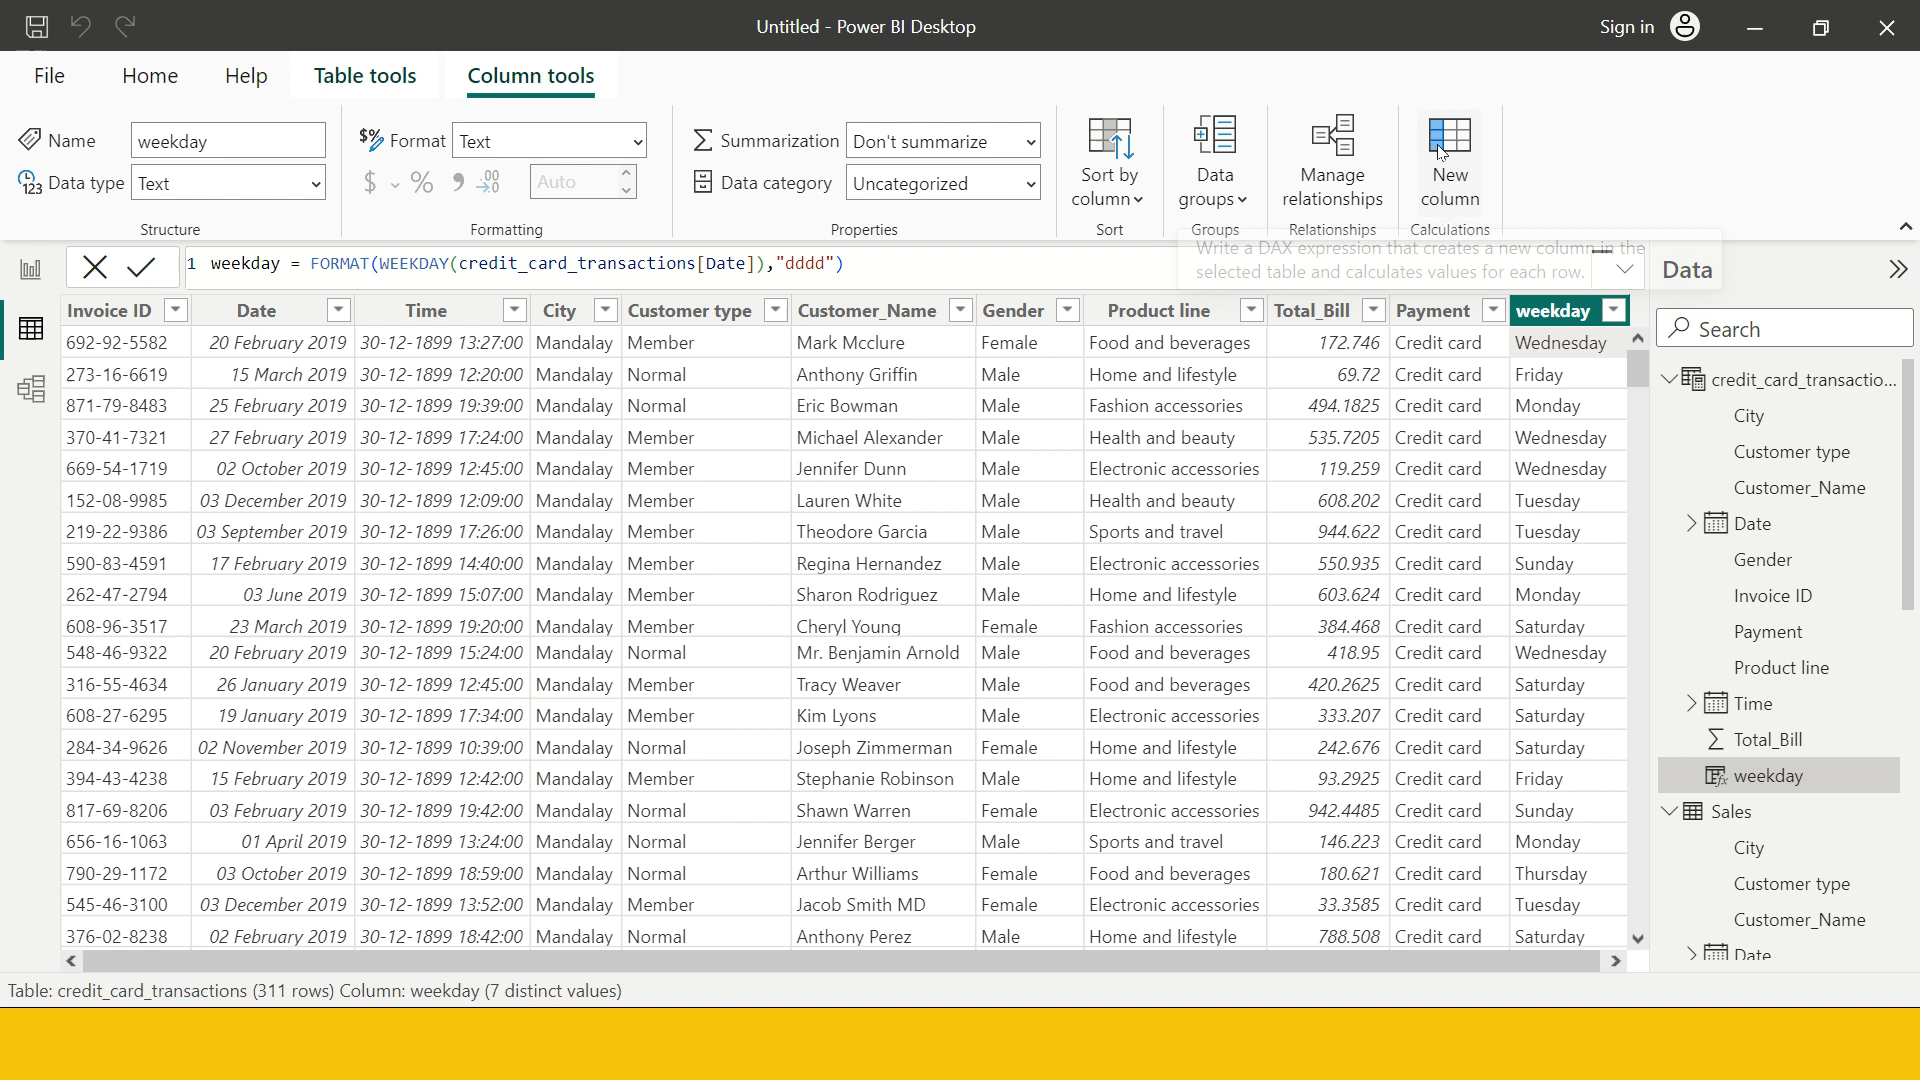 Untitled - Power BI Desktop
Sign in
File Home Help Table tools Column tools
Name weekday
Data type Text
Structure
$% Format Text
$ % 9 .00 Auto
Formatting
Summarization Don't summarize
Data category Uncategorized
Properties
Sort by
column
Sort
Data
groups
Groups
Manage
relationships
Relationships
New
column
Calculations
Write a DAX expression that creates a new column in the
selected table and calculates values for each row.
1 weekday = FORMAT(WEEKDAY(credit_card_transactions[Date]),"dddd")
Invoice ID Date Time City Customer type Customer_Name Gender Product line Total_Bill Payment weekday
692-92-5582 20 February 2019 30-12-1899 13:27:00 Mandalay Member Mark Mcclure Female Food and beverages 172.746 Credit card Wednesday
273-16-6619 15 March 2019 30-12-1899 12:20:00 Mandalay Normal Anthony Griffin Male Home and lifestyle 69.72 Credit card Friday
871-79-8483 25 February 2019 30-12-1899 19:39:00 Mandalay Normal Eric Bowman Male Fashion accessories 494.1825 Credit card Monday
370-41-7321 27 February 2019 30-12-1899 17:24:00 Mandalay Member Michael Alexander Male Health and beauty 535.7205 Credit card Wednesday
669-54-1719 02 October 2019 30-12-1899 12:45:00 Mandalay Member Jennifer Dunn Male Electronic accessories 119.259 Credit card Wednesday
152-08-9985 03 December 2019 30-12-1899 12:09:00 Mandalay Member Lauren White Male Health and beauty 608.202 Credit card Tuesday
219-22-9386 03 September 2019 30-12-1899 17:26:00 Mandalay Member Theodore Garcia Male Sports and travel 944.622 Credit card Tuesday
590-83-4591 17 February 2019 30-12-1899 14:40:00 Mandalay Member Regina Hernandez Male Electronic accessories 550.935 Credit card Sunday
262-47-2794 03 June 2019 30-12-1899 15:07:00 Mandalay Member Sharon Rodriguez Male Home and lifestyle 603.624 Credit card Monday
608-96-3517 23 March 2019 30-12-1899 19:20:00 Mandalay Member Cheryl Young Female Fashion accessories 384.468 Credit card Saturday
548-46-9322 20 February 2019 30-12-1899 15:24:00 Mandalay Normal Mr. Benjamin Arnold Male Food and beverages 418.95 Credit card Wednesday
316-55-4634 26 January 2019 30-12-1899 12:45:00 Mandalay Member Tracy Weaver Male Food and beverages 420.2625 Credit card Saturday
608-27-6295 19 January 2019 30-12-1899 17:34:00 Mandalay Member Kim Lyons Male Electronic accessories 333.207 Credit card Saturday
284-34-9626 02 November 2019 30-12-1899 10:39:00 Mandalay Normal Joseph Zimmerman Female Home and lifestyle 242.676 Credit card Saturday
394-43-4238 15 February 2019 30-12-1899 12:42:00 Mandalay Member Stephanie Robinson Male Home and lifestyle 93.2925 Credit card Friday
817-69-8206 03 February 2019 30-12-1899 19:42:00 Mandalay Normal Shawn Warren Female Electronic accessories 942.4485 Credit card Sunday
656-16-1063 01 April 2019 30-12-1899 13:24:00 Mandalay Normal Jennifer Berger Male Sports and travel 146.223 Credit card Monday
790-29-1172 03 October 2019 30-12-1899 18:59:00 Mandalay Normal Arthur Williams Female Food and beverages 180.621 Credit card Thursday
545-46-3100 03 December 2019 30-12-1899 13:52:00 Mandalay Member Jacob Smith MD Female Electronic accessories 33.3585 Credit card Tuesday
376-02-8238 02 February 2019 30-12-1899 18:42:00 Mandalay Normal Anthony Perez Male Home and lifestyle 788.508 Credit card Saturday
Data
Search
credit_card_transactio...
City
Customer type
Customer_Name
Date
Gender
Invoice ID
Payment
Product line
Time
Total_Bill
weekday
Sales
City
Customer type
Customer_Name
Date
Table: credit_card_transactions (311 rows) Column: weekday (7 distinct values)